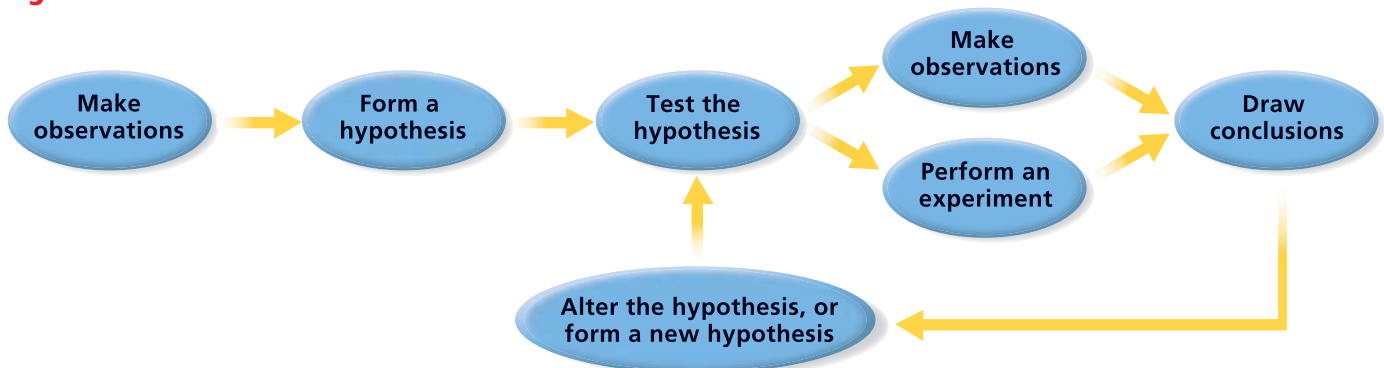 Make
observations
Form a
hypothesis
Test the
hypothesis
Make
observations
Perform an
experiment
Draw
conclusions
Alter the hypothesis, or
form a new hypothesis